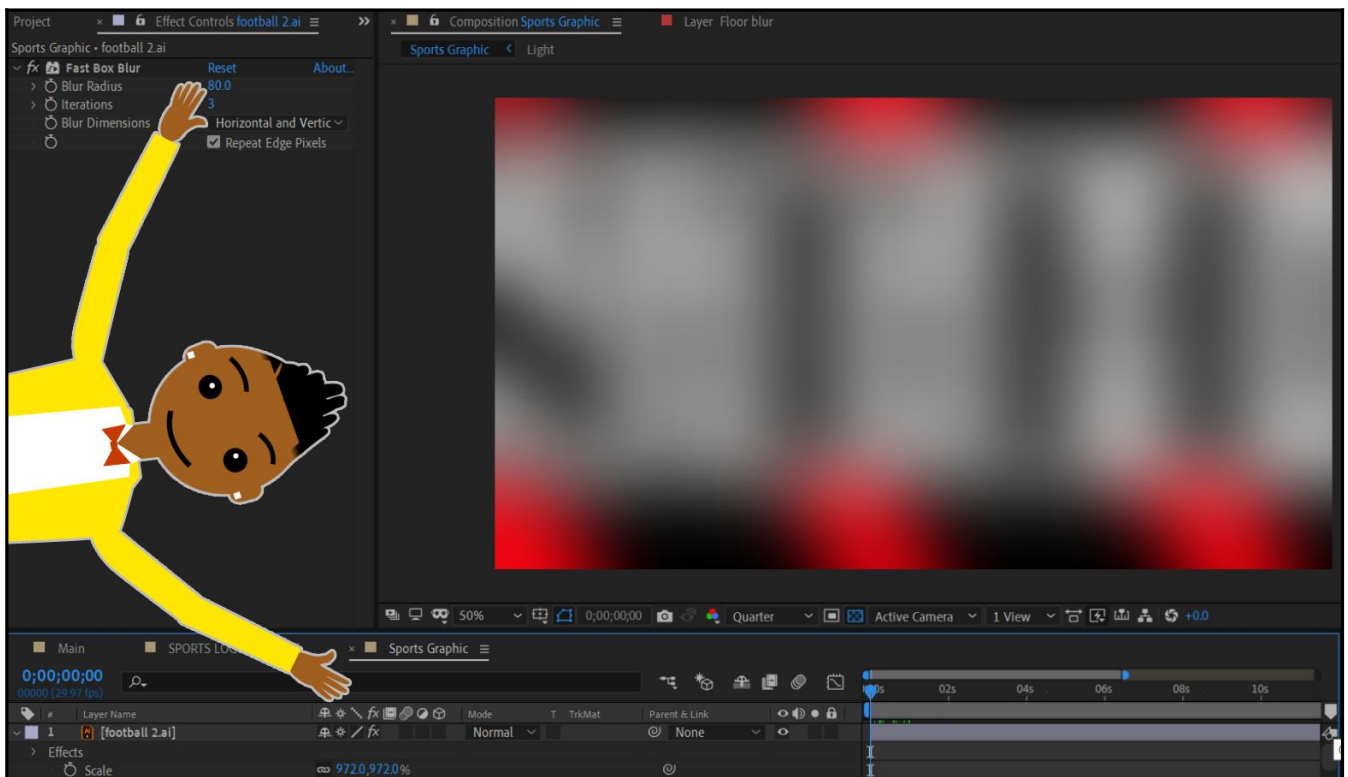 Project × Effect Controls football 2.ai ≡ »
Sports Graphic • football 2.ai
fx Fast Box Blur Reset About...
Blur Radius 80.0
Iterations 3
Blur Dimensions Horizontal and Vertic
Repeat Edge Pixels
× Composition Sports Graphic ≡ Layer Floor blur
Sports Graphic Light
50% 0;00;00;00 Quarter Active Camera 1 View +0.0
Main SPORTS × Sports Graphic ≡
0;00;00;00
00000 (29.97 fps)
02s 04s 06s 08s 10s
# Layer Name fx Mode T TrkMat Parent & Link
1 [football 2.ai] fx Normal None
Effects
Scale 972.0,972.0%